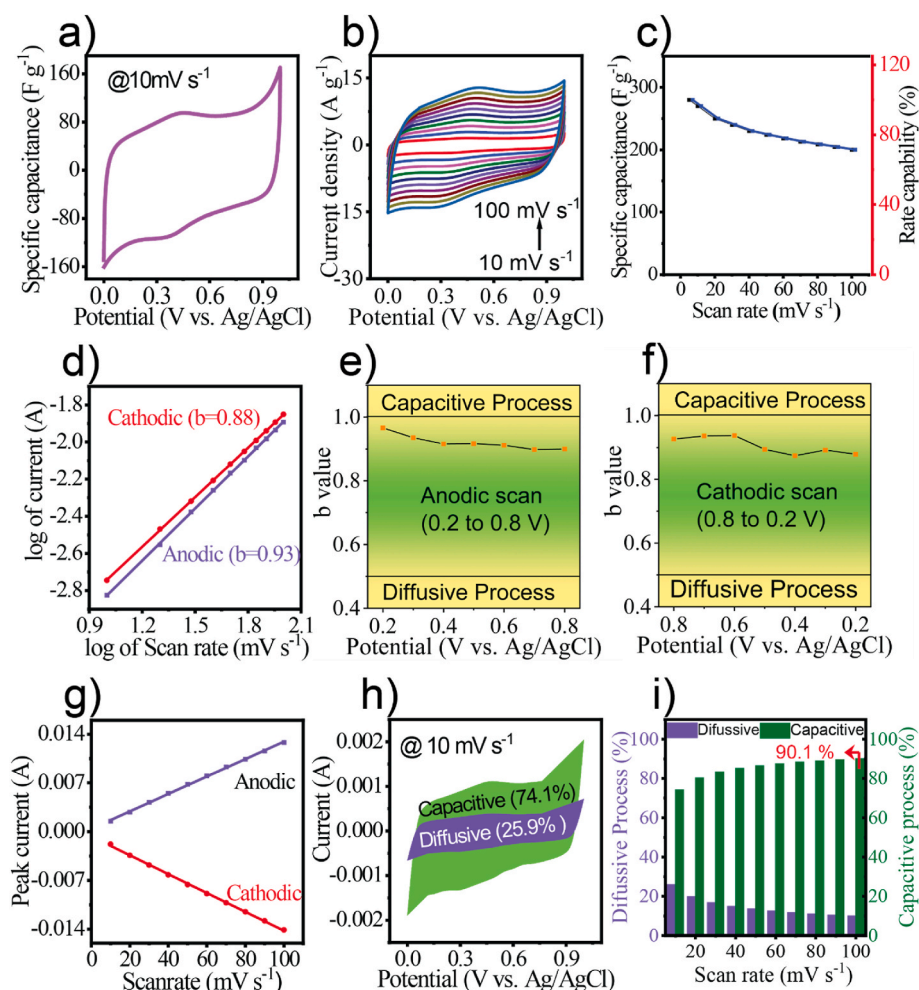 a)
@10mV s⁻¹
Specific capacitance (F g⁻¹)
160
80
0
-80
-160
0.0 0.3 0.6 0.9
Potential (V vs. Ag/AgCl)
b)
Current density (A g⁻¹)
15
0
15
-30
100 mV s⁻¹
10 mV s⁻¹
0.0 0.3 0.6 0.9
Potential (V vs. Ag/AgCl)
c)
Specific capacitance (F g⁻¹)
300
200
100
0
120
80
40
0
Rate capability (%)
0 20 40 60 80 100
Scan rate (mV s⁻¹)
d)
log of current (A)
-1.8
-2.0
-2.2
-2.4
-2.6
-2.8
Cathodic (b=0.88)
Anodic (b=0.93)
0.9 1.2 1.5 1.8 2.1
log of Scan rate (mV s⁻¹)
e)
b value
1.0
0.8
0.6
0.4
Capacitive Process
Anodic scan
(0.2 to 0.8 V)
Diffusive Process
0.2 0.4 0.6 0.8
Potential (V vs. Ag/AgCl)
f)
b value
1.0
0.8
0.6
0.4
Capacitive Process
Cathodic scan
(0.8 to 0.2 V)
Diffusive Process
0.8 0.6 0.4 0.2
Potential (V vs. Ag/AgCl)
g)
Peak current (A)
0.014
0.007
0.000
-0.007
-0.014
Anodic
Cathodic
0 20 40 60 80 100
Scanrate (mV s⁻¹)
h)
@ 10 mV s⁻¹
Current (A)
0.002
0.001
0.000
-0.001
-0.002
Capacitive (74.1%)
Diffusive (25.9% )
0.0 0.3 0.6 0.9
Potential (V vs. Ag/AgCl)
i)
Difussive Capacitive
90.1 %
Difussive Process (%)
100
80
60
40
20
0
100
80
60
40
20
0
Capacitive process (%)
20 40 60 80 100
Scan rate (mV s⁻¹)